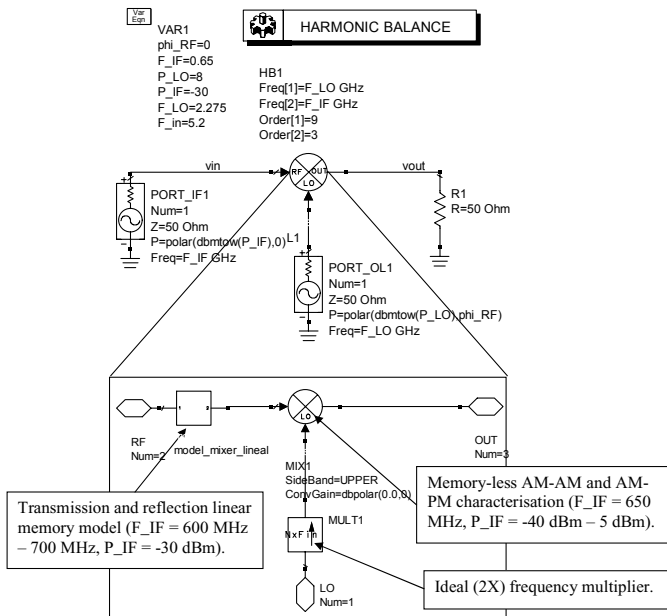 Var
Eqn
VAR1
phi_RF=0
F_IF=0.65
P_LO=8
P_IF=-30
F_LO=2.275
F_in=5.2
HARMONIC BALANCE
HB1
Freq[1]=F_LO GHz
Freq[2]=F_IF GHz
Order[1]=9
Order[2]=3
vin
RF
OUT
LO
vout
PORT_IF1
Num=1
Z=50 Ohm
P=polar(dbmtow(P_IF),0)
Freq=F_IF GHz
L1
R1
R=50 Ohm
PORT_OL1
Num=1
Z=50 Ohm
P=polar(dbmtow(P_LO),phi_RF)
Freq=F_LO GHz
1 2
LO
RF
Num=2
model_mixer_lineal
OUT
Num=3
MIX1
SideBand=UPPER
ConvGain=dbpolar(0.0,0)
Transmission and reflection linear
memory model (F_IF = 600 MHz
– 700 MHz, P_IF = -30 dBm).
Memory-less AM-AM and AM-
PM characterisation (F_IF = 650
MHz, P_IF = -40 dBm – 5 dBm).
MULT1
NxFin
Ideal (2X) frequency multiplier.
LO
Num=1